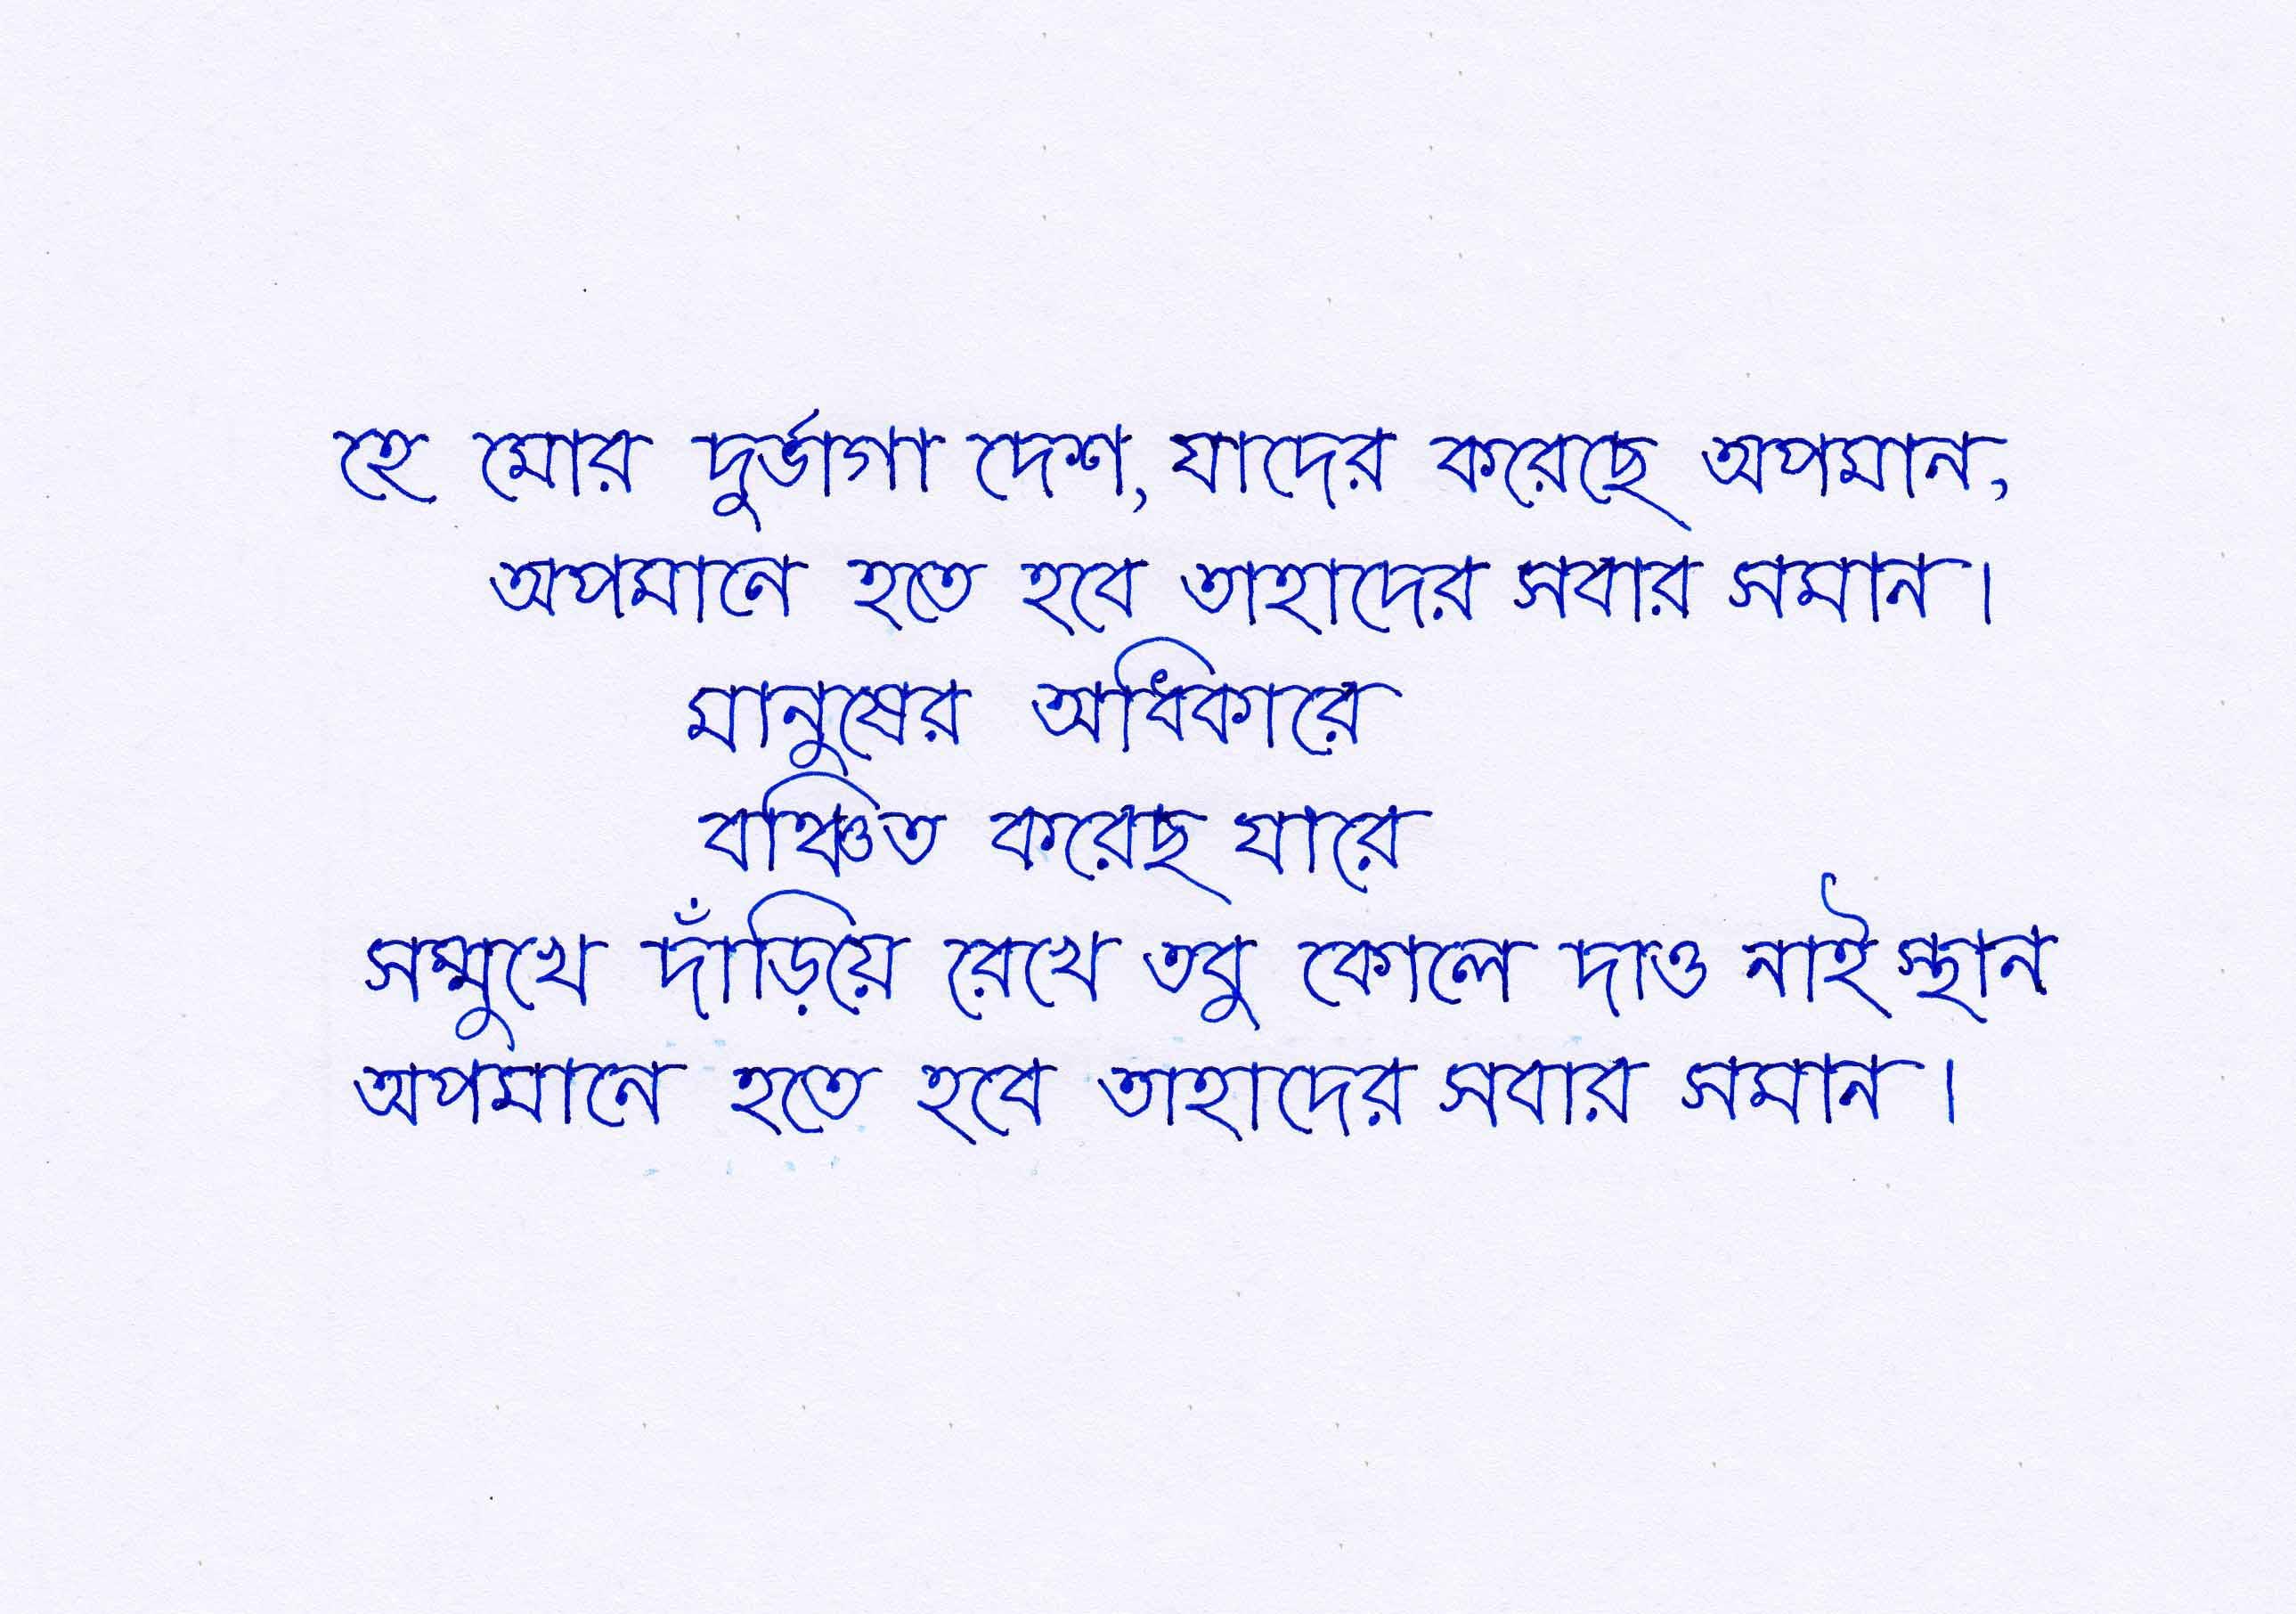 হে মোর দুর্ভাগা দেশ, যাদের করেছে অপমান,
অপমানে হতে হবে তাহাদের সবার সমান।
মানুষের অধিকারে
বঞ্চিত করেছ যারে
সম্মুখে দাঁড়িয়ে রেখে তবু কোলে দাও নাই স্থান
অপমানে হতে হবে তাহাদের সবার সমান।